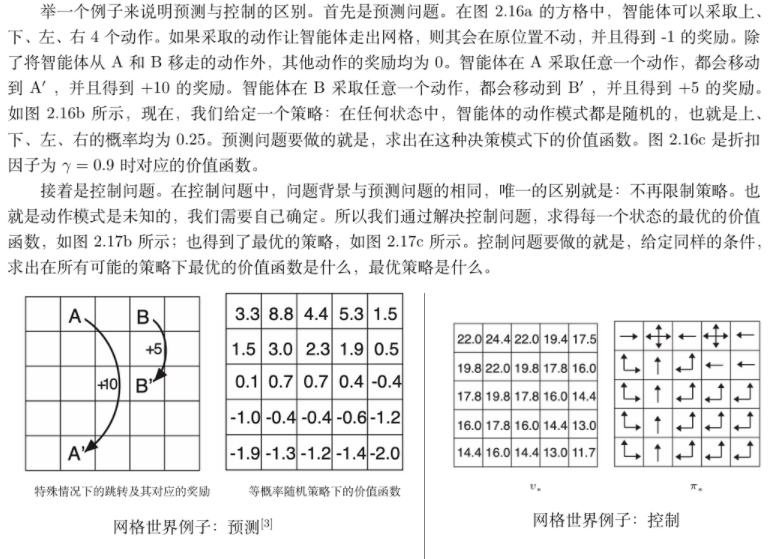 举一个例子来说明预测与控制的区别。首先是预测问题。在图 2.16a 的方格中，智能体可以采取上、
下、左、右 4 个动作。如果采取的动作让智能体走出网格，则其会在原位置不动，并且得到 -1 的奖励。除
了将智能体从 A 和 B 移走的动作外，其他动作的奖励均为 0。智能体在 A 采取任意一个动作，都会移动
到 A′ ，并且得到 +10 的奖励。智能体在 B 采取任意一个动作，都会移动到 B′ ，并且得到 +5 的奖励。
如图 2.16b 所示，现在，我们给定一个策略：在任何状态中，智能体的动作模式都是随机的，也就是上、
下、左、右的概率均为 0.25。预测问题要做的就是，求出在这种决策模式下的价值函数。图 2.16c 是折扣
因子为 γ = 0.9 时对应的价值函数。
接着是控制问题。在控制问题中，问题背景与预测问题的相同，唯一的区别就是：不再限制策略。也
就是动作模式是未知的，我们需要自己确定。所以我们通过解决控制问题，求得每一个状态的最优的价值
函数，如图 2.17b 所示；也得到了最优的策略，如图 2.17c 所示。控制问题要做的就是，给定同样的条件，
求出在所有可能的策略下最优的价值函数是什么，最优策略是什么。
A B
+5
+10 B'
A'
特殊情况下的跳转及其对应的奖励
3.3 8.8 4.4 5.3 1.5
1.5 3.0 2.3 1.9 0.5
0.1 0.7 0.7 0.4 -0.4
-1.0 -0.4 -0.4 -0.6 -1.2
-1.9 -1.3 -1.2 -1.4 -2.0
等概率随机策略下的价值函数
网格世界例子：预测[3]
22.0 24.4 22.0 19.4 17.5
19.8 22.0 19.8 17.8 16.0
17.8 19.8 17.8 16.0 14.4
16.0 17.8 16.0 14.4 13.0
14.4 16.0 14.4 13.0 11.7
v*
π*
网格世界例子：控制